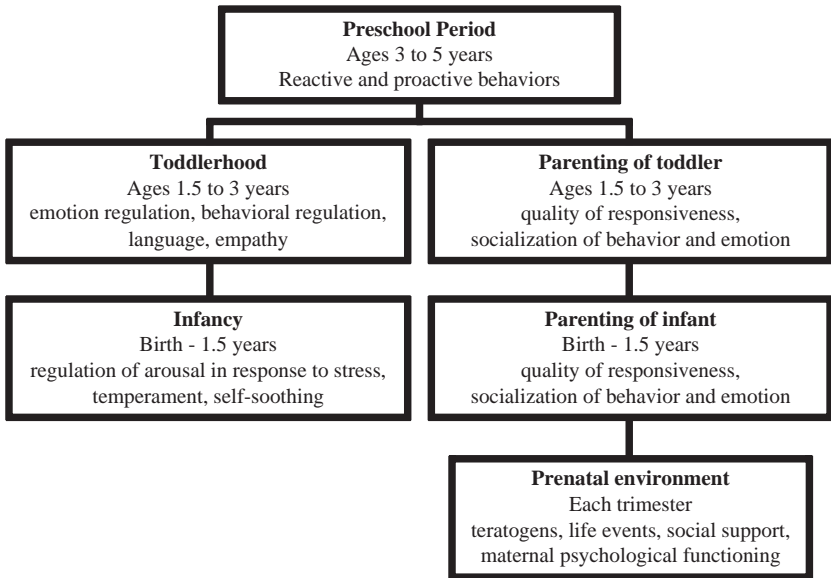 Preschool Period
Ages 3 to 5 years
Reactive and proactive behaviors
Toddlerhood
Ages 1.5 to 3 years
emotion regulation, behavioral regulation,
language, empathy
Parenting of toddler
Ages 1.5 to 3 years
quality of responsiveness,
socialization of behavior and emotion
Infancy
Birth - 1.5 years
regulation of arousal in response to stress,
temperament, self-soothing
Parenting of infant
Birth - 1.5 years
quality of responsiveness,
socialization of behavior and emotion
Prenatal environment
Each trimester
teratogens, life events, social support,
maternal psychological functioning